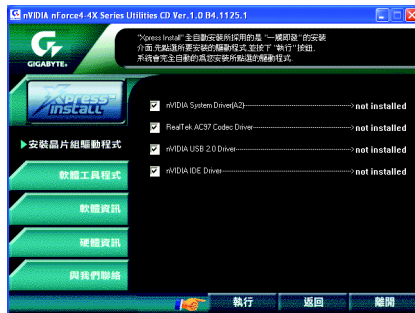 nVIDIA nForce4-4X Series Utilities CD Ver.1.0 B4.1125.1
GIGABYTE™
"Xpress Install" 全自動安裝所採用的是 "一觸即發" 的安裝
介面,先點選所要安裝的驅動程式,並按下 "執行" 按鈕.
系統會完全自動的為您安裝所點選的驅動程式.
Xpress
INSTALL
安裝晶片組驅動程式
軟體工具程式
軟體資訊
硬體資訊
與我們聯絡
nVIDIA System Driver(A2) not installed
RealTek AC97 Codec Driver not installed
nVIDIA USB 2.0 Driver not installed
nVIDIA IDE Driver not installed
執行 返回 離開